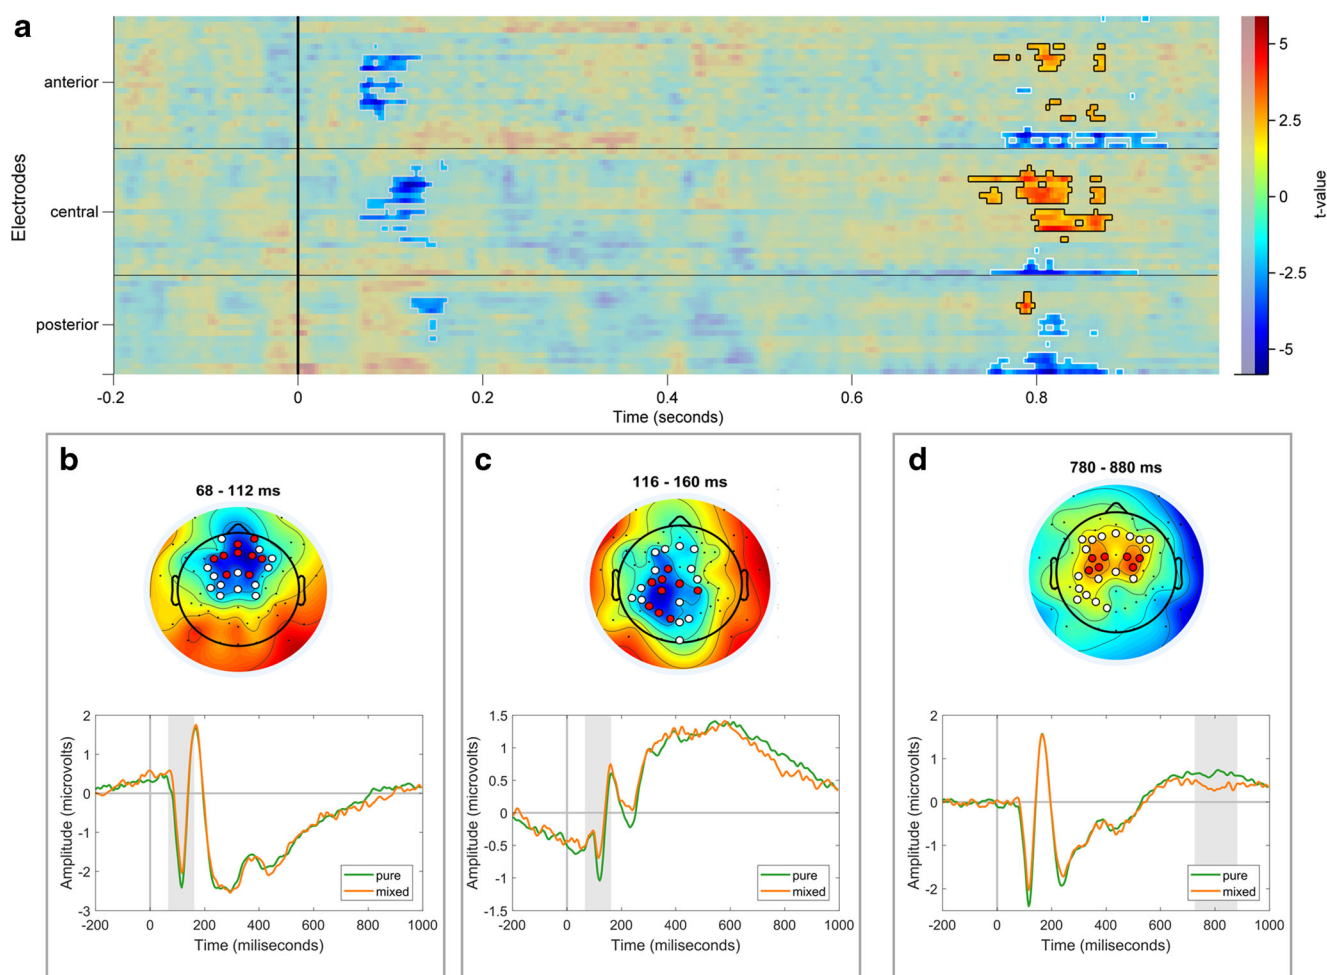 a
anterior
central
posterior
Electrodes
-0.2 0 0.2 0.4 0.6 0.8
Time (seconds)
5
2.5
0
-2.5
-5
t-value
b
68 - 112 ms
2
1
0
-1
-2
-3
Amplitude (microvolts)
pure
mixed
-200 0 200 400 600 800 1000
Time (miliseconds)
c
116 - 160 ms
1.5
1
0.5
0
-0.5
-1
-1.5
Amplitude (microvolts)
pure
mixed
-200 0 200 400 600 800 1000
Time (miliseconds)
d
780 - 880 ms
2
1
0
-1
-2
Amplitude (microvolts)
pure
mixed
-200 0 200 400 600 800 1000
Time (miliseconds)